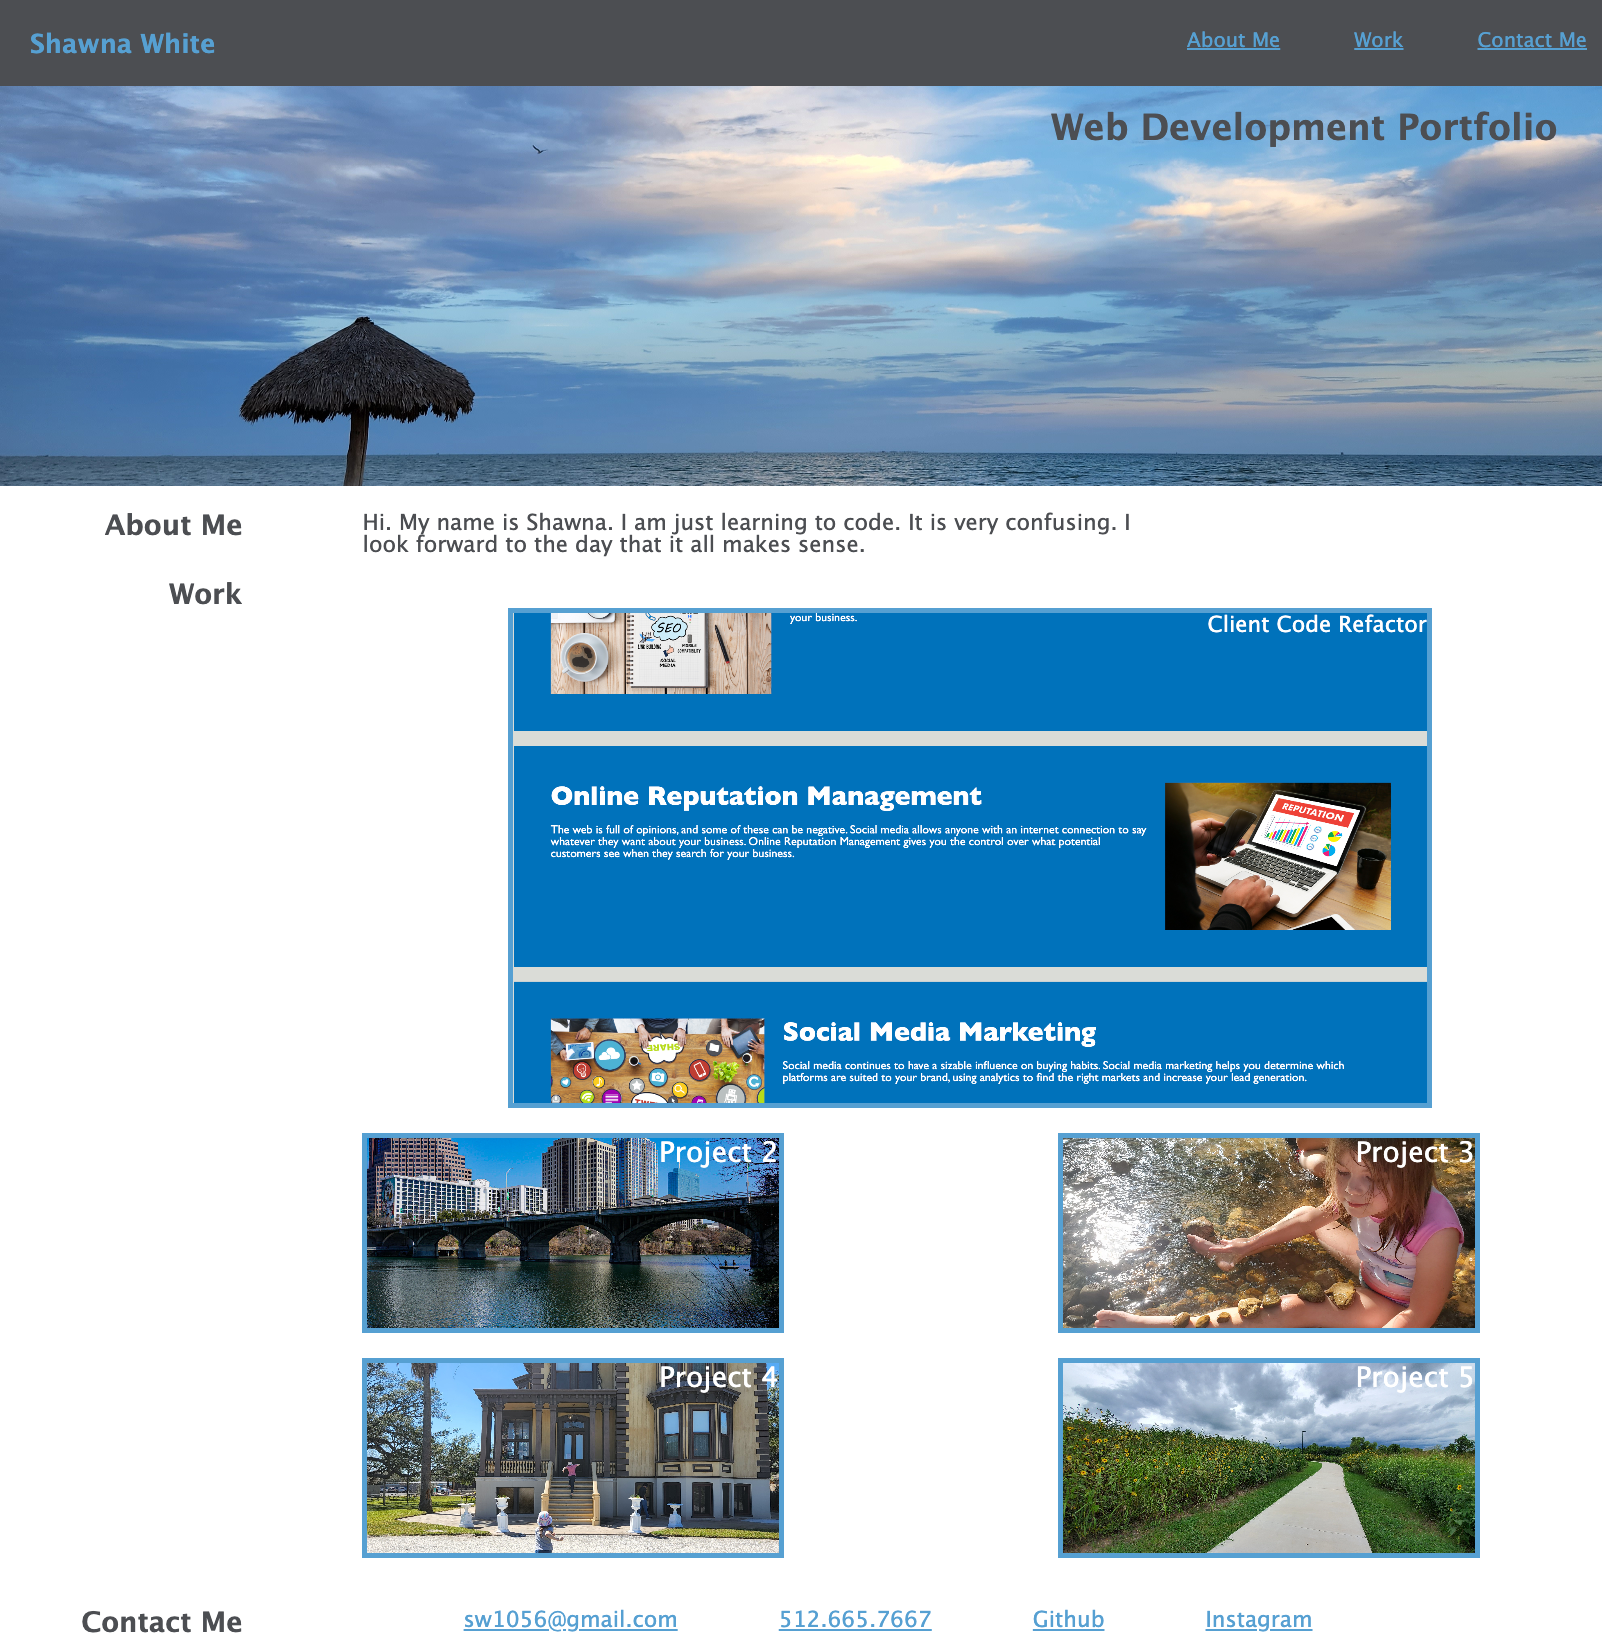 Shawna White
About Me
Work
Contact Me
Web Development Portfolio
About Me
Hi. My name is Shawna. I am just learning to code. It is very confusing. I
look forward to the day that it all makes sense.
Work
your business.
Client Code Refactor
SEO
LINK BUILDING
MOBILE
COMPATIBILITY
SOCIAL
MEDIA
Online Reputation Management
The web is full of opinions, and some of these can be negative. Social media allows anyone with an internet connection to say
whatever they want about your business. Online Reputation Management gives you the control over what potential
customers see when they search for your business.
REPUTATION
SHARE
Social Media Marketing
Social media continues to have a sizable influence on buying habits. Social media marketing helps you determine which
platforms are suited to your brand, using analytics to find the right markets and increase your lead generation.
Project 2
Project 3
Project 4
Project 5
Contact Me
sw1056@gmail.com
512.665.7667
Github
Instagram